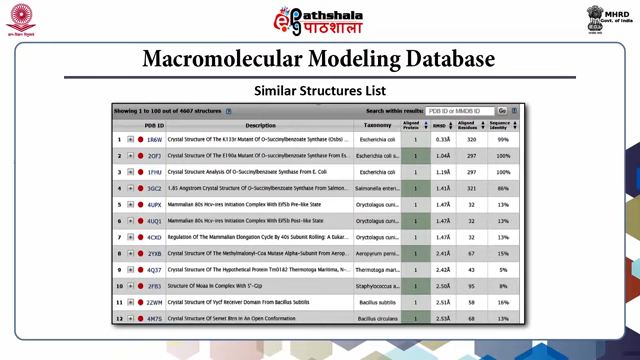 ePathshala
पाठशाला
MHRD
Govt. of India
Macromolecular Modeling Database
Similar Structures List
Showing 1 to 100 out of 4607 structures Search within results: PDB ID or MMDB ID Go
PDB ID Description Taxonomy Aligned Protein RMSD Aligned Residues Sequence Identity
1 1R6W Crystal Structure Of The K133r Mutant Of O-Succinylbenzoate Synthase (Osbs) ... Escherichia coli 1 0.33Å 320 99%
2 2OFJ Crystal Structure Of The E190a Mutant Of O-Succinylbenzoate Synthase From Es... Escherichia coli s... 1 1.04Å 297 100%
3 1FHU Crystal Structure Analysis Of O-Succinylbenzoate Synthase From E. Coli Escherichia coli 1 1.19Å 297 100%
4 3GC2 1.85 Angstrom Crystal Structure Of O-Succinylbenzoate Synthase From Salmon... Salmonella enteri... 1 1.41Å 321 86%
5 4UPX Mammalian 80s Hcv-ires Initiation Complex With Eif5b Pre-like State Oryctolagus cunic... 1 1.47Å 32 13%
6 4UQ1 Mammalian 80s Hcv-ires Initiation Complex With Eif5b Post-like State Oryctolagus cunic... 1 1.47Å 32 13%
7 4CXD Regulation Of The Mammalian Elongation Cycle By 40s Subunit Rolling: A Eukar... Oryctolagus cunic... 1 1.47Å 32 13%
8 2YXB Crystal Structure Of The Methylmalonyl-Coa Mutase Alpha-Subunit From Aerop... Aeropyrum perni... 1 2.41Å 67 15%
9 4Q37 Crystal Structure Of The Hypothetical Protein Tm0182 Thermotoga Maritima, N-... Thermotoga mar... 1 2.42Å 43 5%
10 2FB3 Structure Of Moaa In Complex With 5'-Gtp Staphylococcus a... 1 2.50Å 95 8%
11 2ZWM Crystal Structure Of Yycf Receiver Domain From Bacillus Subtilis Bacillus subtilis 1 2.51Å 58 16%
12 4M7S Crystal Structure Of Semet Btrn In An Open Conformation Bacillus circulans 1 2.53Å 68 13%